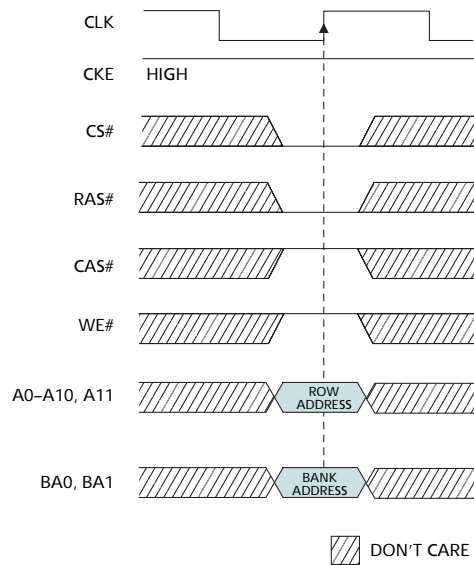 CLK
CKE HIGH
CS#
RAS#
CAS#
WE#
A0–A10, A11
ROW
ADDRESS
BA0, BA1
BANK
ADDRESS
DON'T CARE